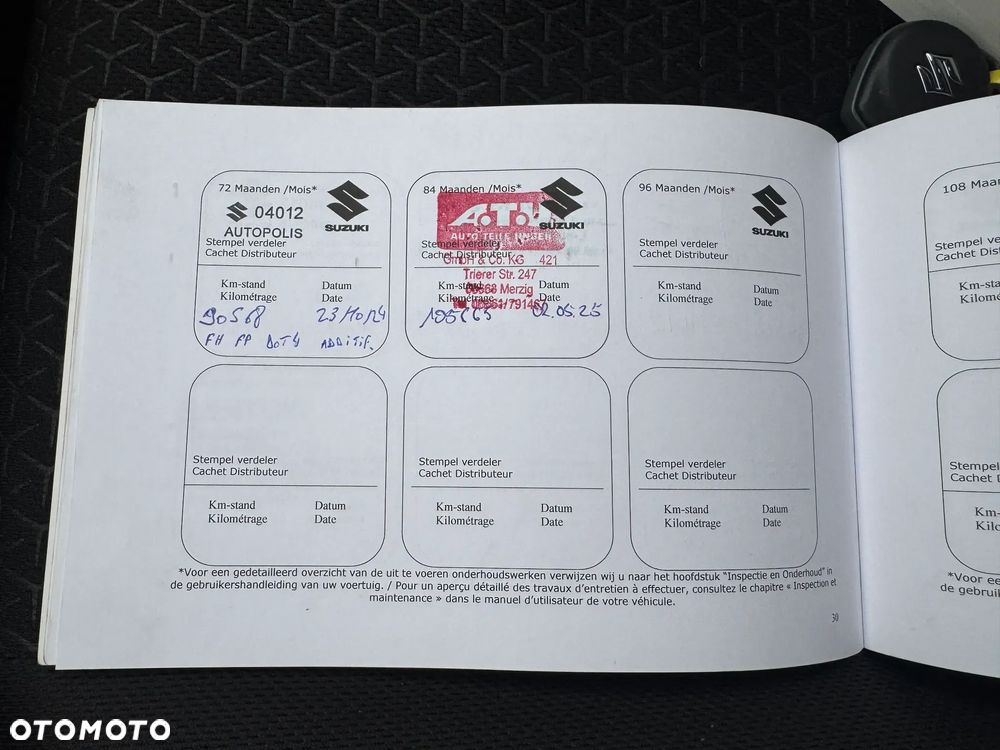 72 Maanden /Mois*
SUZUKI
04012
AUTOPOLIS
Stempel verdeler
Cachet Distributeur
Km-stand Datum
Kilométrage Date
90568 23/10/24
FH FP DOT4 ADDITIF.
84 Maanden /Mois*
SUZUKI
A.T.U
AUTO TEILE UNGER
Stempel verdeler
Cachet Distributeur
GmbH & Co. KG 421
Trierer Str. 247
Merzig
Km-stand Datum
Kilométrage Date
02.05.25
96 Maanden /Mois*
SUZUKI
Stempel verdeler
Cachet Distributeur
Km-stand Datum
Kilométrage Date
108 Maan
Stempel
Cachet D
Km-sta
Kilom
Stempel verdeler
Cachet Distributeur
Km-stand Datum
Kilométrage Date
Stempel verdeler
Cachet Distributeur
Km-stand Datum
Kilométrage Date
Stempel verdeler
Cachet Distributeur
Km-stand Datum
Kilométrage Date
Stempel
Cachet D
Km-
Kilo
*Voor een gedetailleerd overzicht van de uit te voeren onderhoudswerken verwijzen wij u naar het hoofdstuk "Inspectie en Onderhoud" in
de gebruikershandleiding van uw voertuig. / Pour un aperçu détaillé des travaux d'entretien à effectuer, consultez le chapitre « Inspection et
maintenance » dans le manuel d'utilisateur de votre véhicule.
30
*Voor ee
de gebruik
OTOMOTO